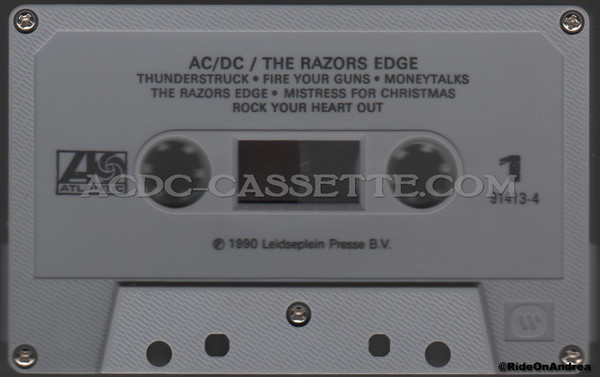 AC/DC / THE RAZORS EDGE
THUNDERSTRUCK • FIRE YOUR GUNS • MONEYTALKS
THE RAZORS EDGE • MISTRESS FOR CHRISTMAS
ROCK YOUR HEART OUT
ATLANTIC
1
ACDC-CASSETTE.COM
91413-4
℗ 1990 Leidseplein Presse B.V.
@RideOnAndrea